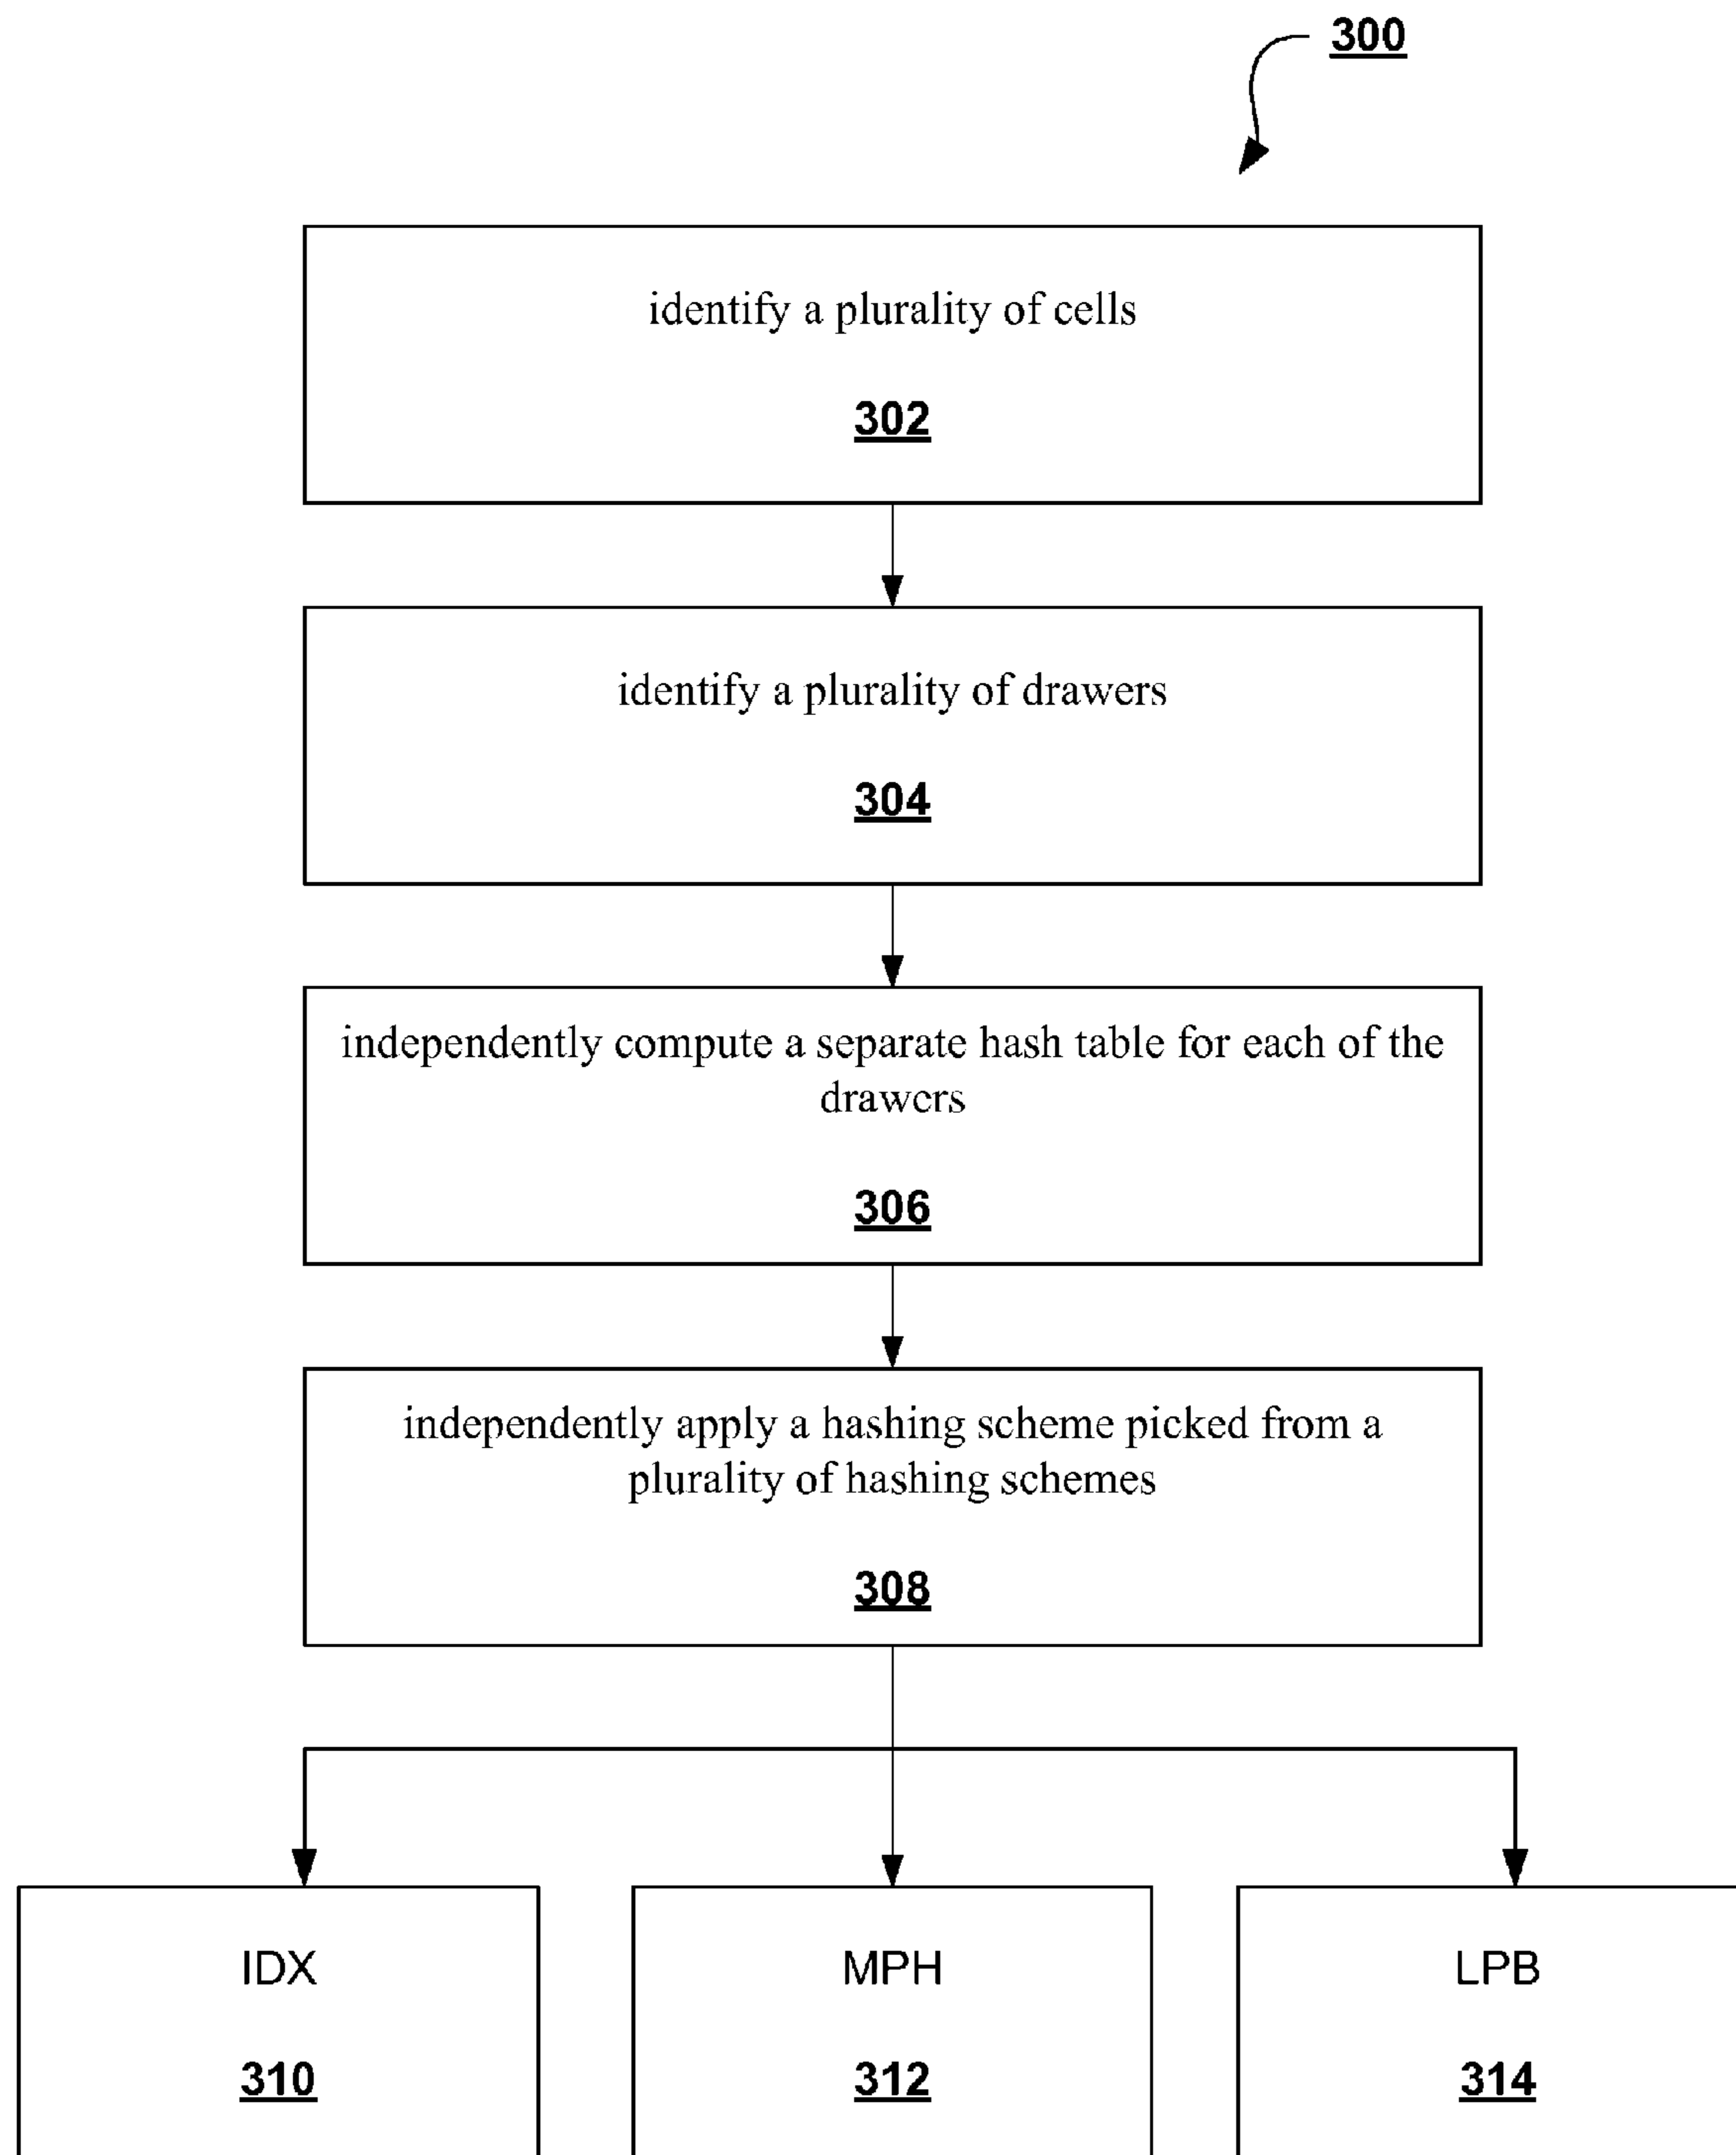 300
identify a plurality of cells
302
identify a plurality of drawers
304
independently compute a separate hash table for each of the
drawers
306
independently apply a hashing scheme picked from a
plurality of hashing schemes
308
IDX
310
MPH
312
LPB
314